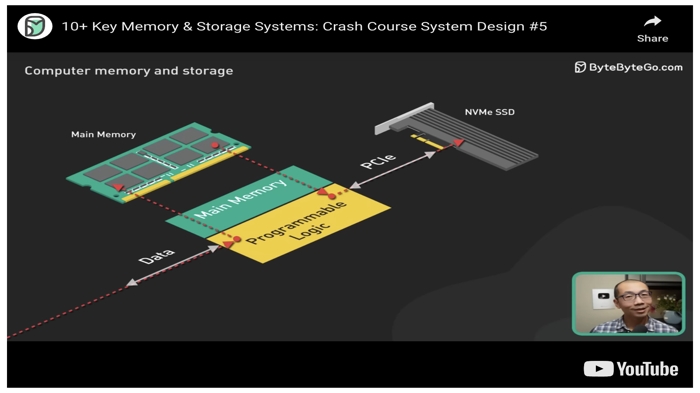 10+ Key Memory & Storage Systems: Crash Course System Design #5
Share
Computer memory and storage
ByteByteGo.com
Main Memory
NVMe SSD
PCIe
Main Memory
Programmable
Logic
Data
YouTube